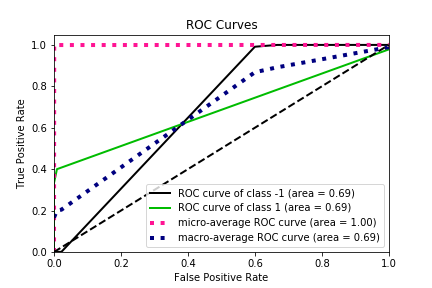 ROC Curves
True Positive Rate
1.0
0.8
0.6
0.4
0.2
0.0
ROC curve of class -1 (area = 0.69)
ROC curve of class 1 (area = 0.69)
micro-average ROC curve (area = 1.00)
macro-average ROC curve (area = 0.69)
0.0 0.2 0.4 0.6 0.8 1.0
False Positive Rate